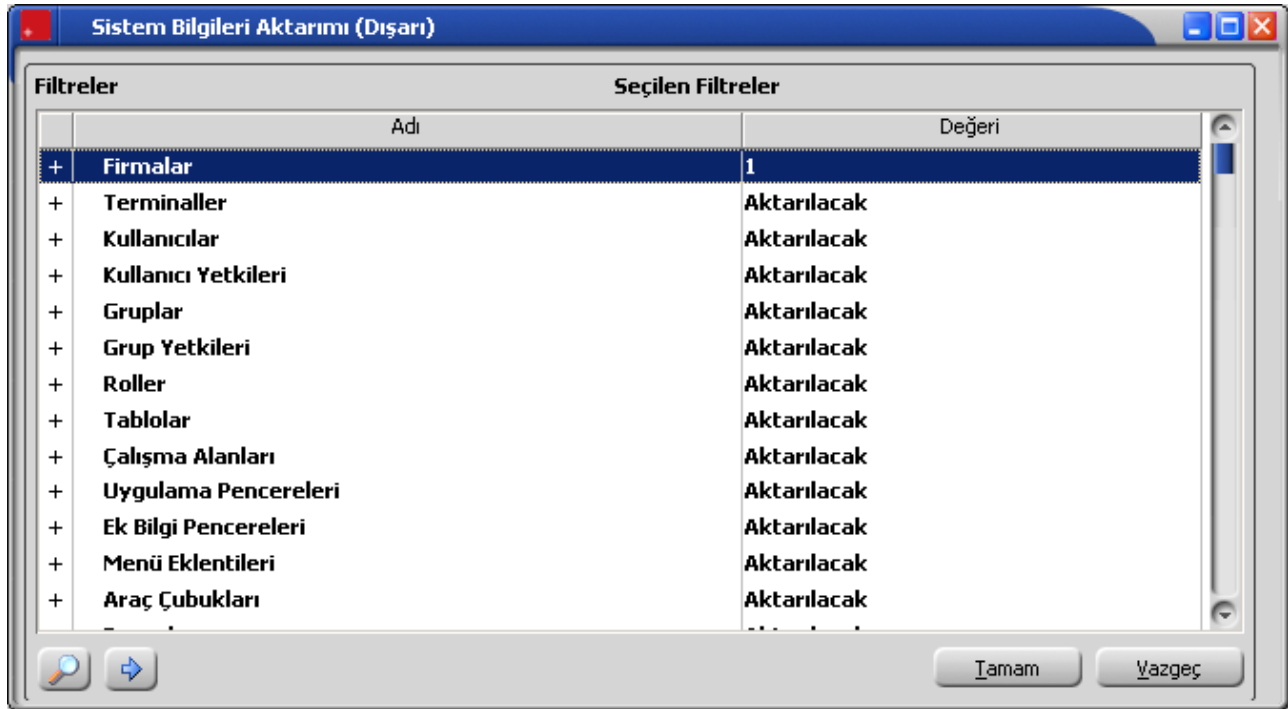 Sistem Bilgileri Aktarımı (Dışarı)
Filtreler Seçilen Filtreler
Adı Değeri
+ Firmalar 1
+ Terminaller Aktarılacak
+ Kullanıcılar Aktarılacak
+ Kullanıcı Yetkileri Aktarılacak
+ Gruplar Aktarılacak
+ Grup Yetkileri Aktarılacak
+ Roller Aktarılacak
+ Tablolar Aktarılacak
+ Çalışma Alanları Aktarılacak
+ Uygulama Pencereleri Aktarılacak
+ Ek Bilgi Pencereleri Aktarılacak
+ Menü Eklentileri Aktarılacak
+ Araç Çubukları Aktarılacak
Tamam Vazgeç